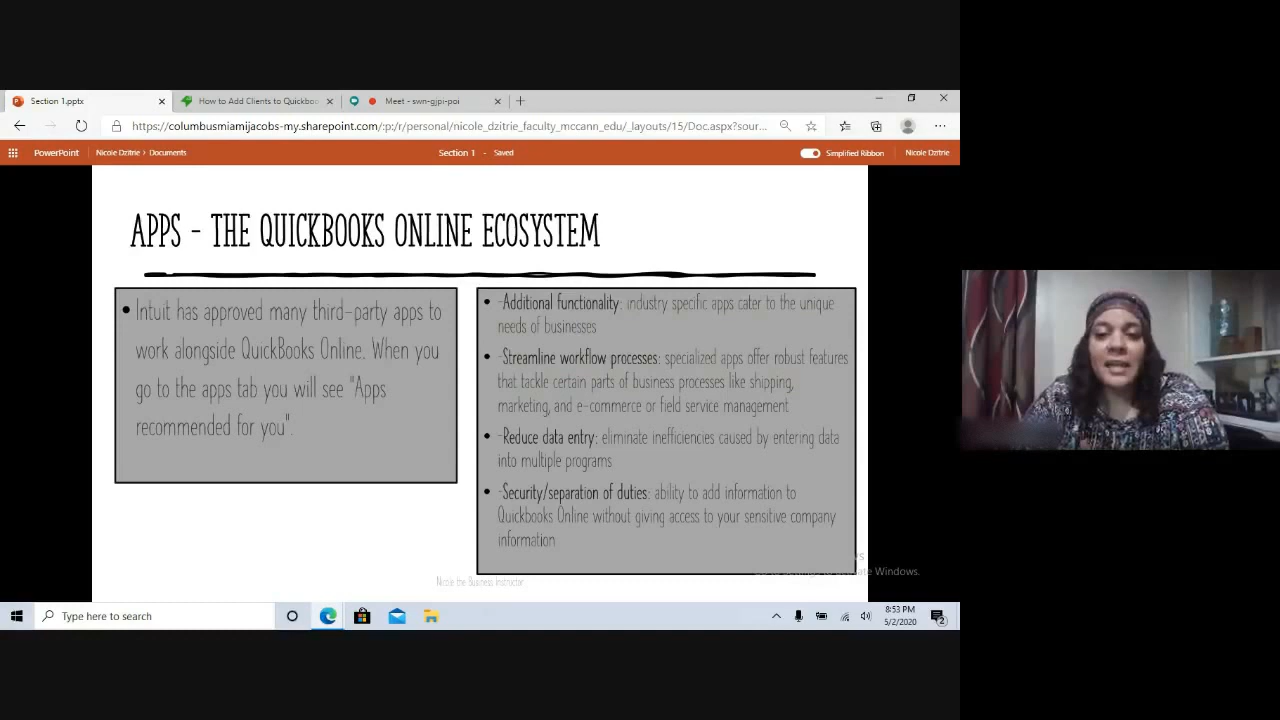 Section 1.pptx
How to Add Clients to Quickboo
Meet - swn-gjpi-poi
https://columbusmiamijacobs-my.sharepoint.com/:p:/r/personal/nicole_dzitrie_faculty_mccann_edu/_layouts/15/Doc.aspx?sour...
PowerPoint
Nicole Dzitrie > Documents
Section 1 - Saved
Simplified Ribbon
Nicole Dzitrie
APPS - THE QUICKBOOKS ONLINE ECOSYSTEM
• Intuit has approved many third-party apps to
work alongside QuickBooks Online. When you
go to the apps tab you will see "Apps
recommended for you".
• -Additional functionality: industry specific apps cater to the unique
needs of businesses
• -Streamline workflow processes: specialized apps offer robust features
that tackle certain parts of business processes like shipping,
marketing, and e-commerce or field service management
• -Reduce data entry: eliminate inefficiencies caused by entering data
into multiple programs
• -Security/separation of duties: ability to add information to
Quickbooks Online without giving access to your sensitive company
information
Nicole the Business Instructor
Windows.
Type here to search
8:53 PM
5/2/2020
2